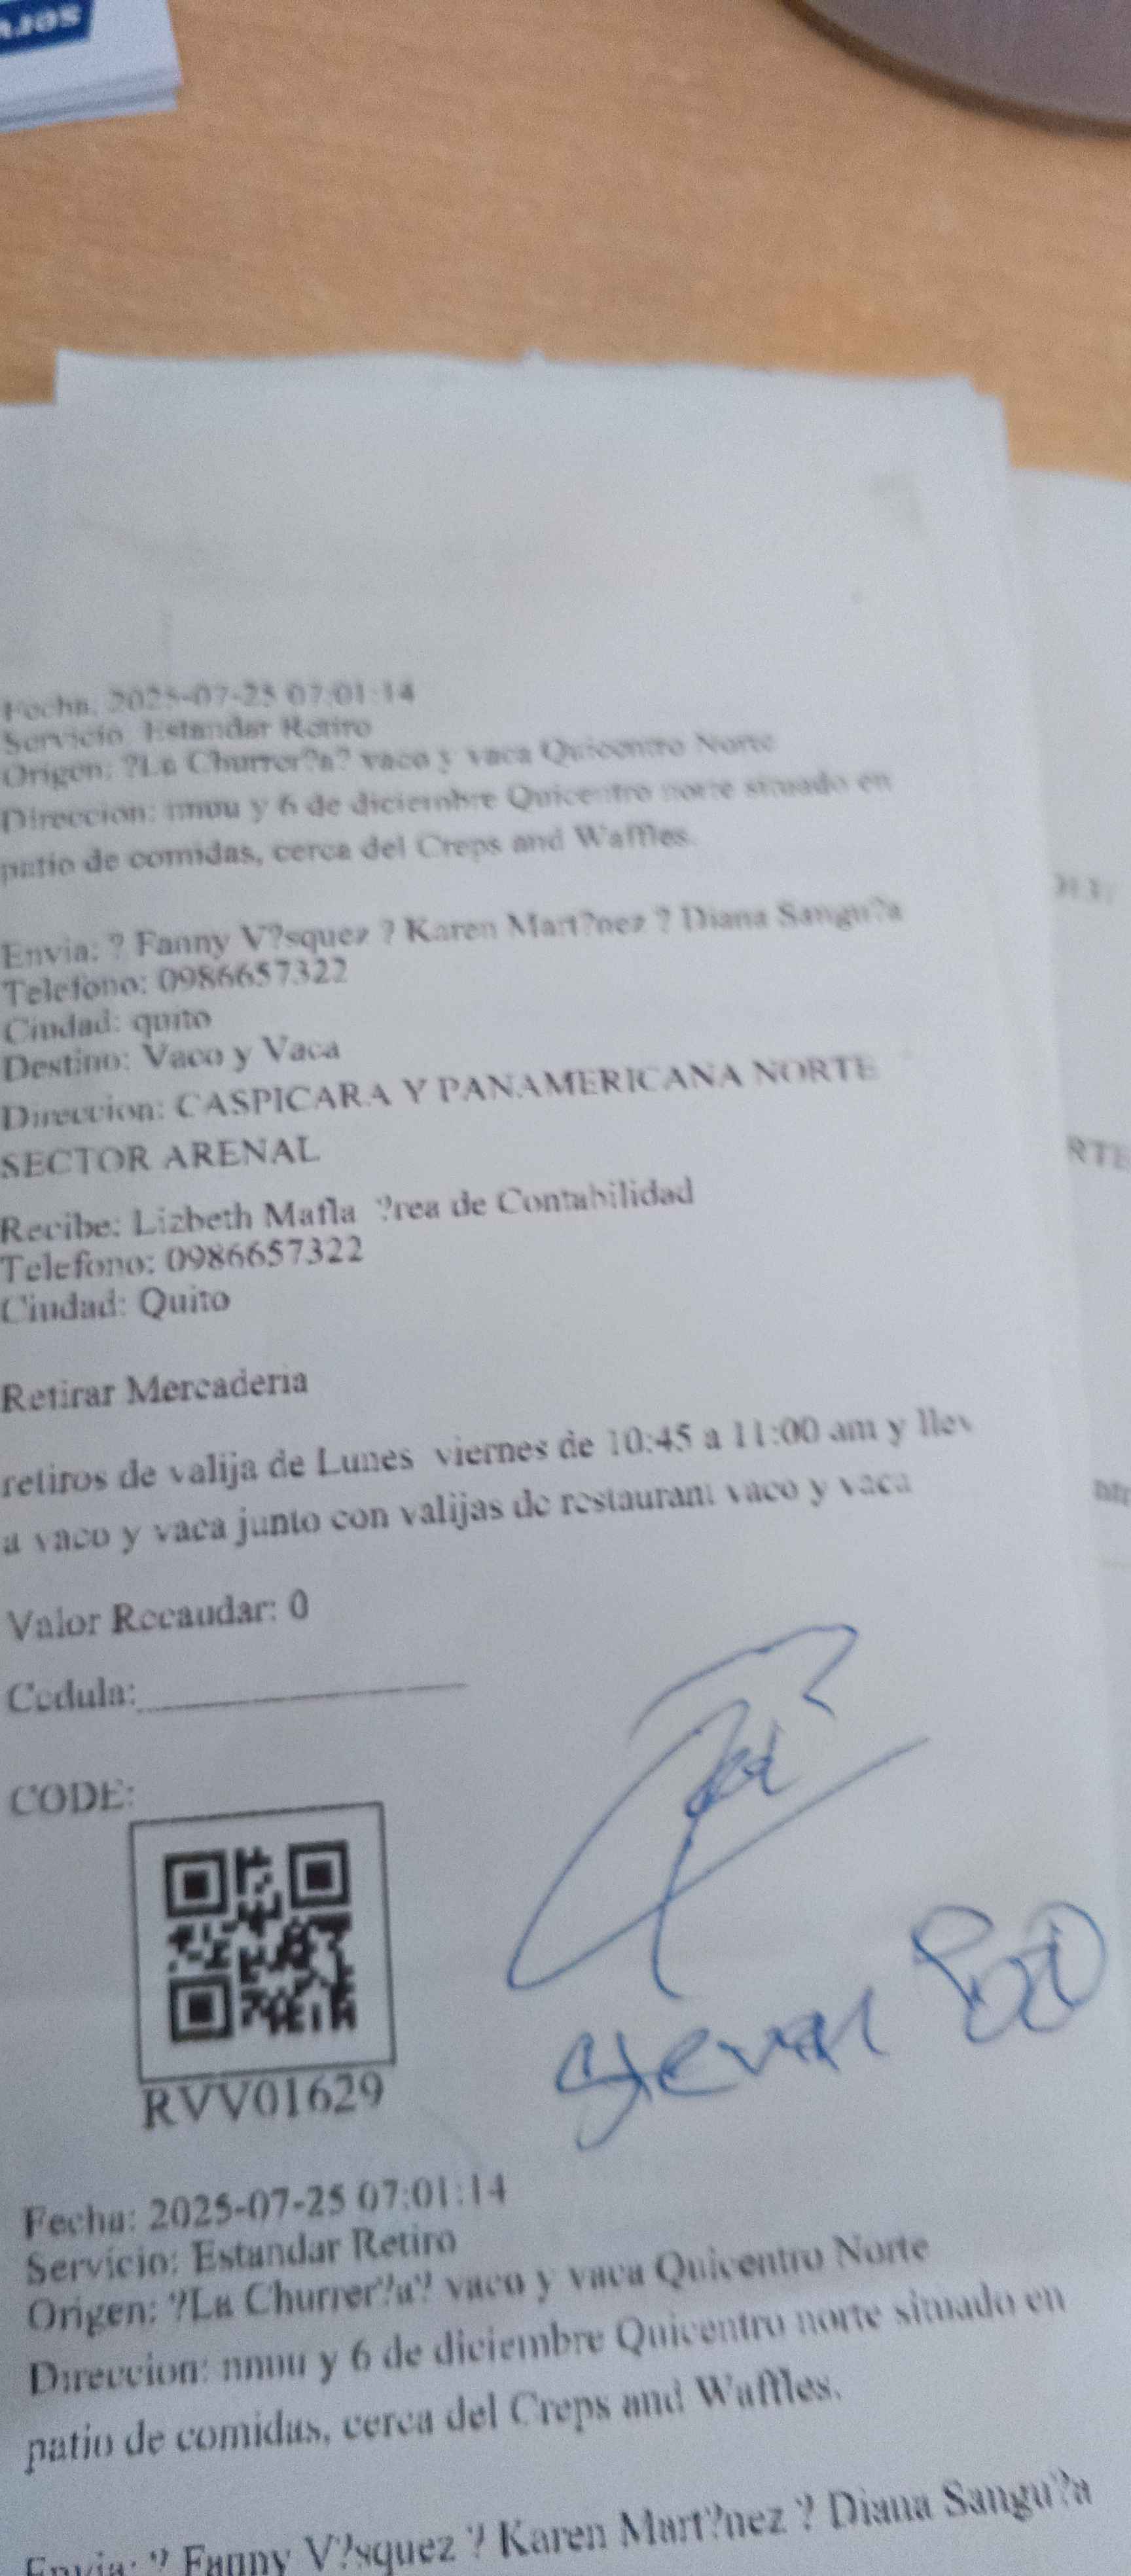 Fecha: 2025-07-25 07:01:14
Servicio: Estandar Retiro
Origen: ?La Churrer?a? vaco y vaca Quicentro Norte
Direccion: nnuu y 6 de diciembre Quicentro norte situado en
patio de comidas, cerca del Creps and Waffles.
Envia: ? Fanny V?squez ? Karen Mart?nez ? Diana Sangu?a
Telefono: 0986657322
Ciudad: quito
Destino: Vaco y Vaca
Direccion: CASPICARA Y PANAMERICANA NORTE
SECTOR ARENAL
RTE
Recibe: Lizbeth Mafla ?rea de Contabilidad
Telefono: 0986657322
Ciudad: Quito
Retirar Mercaderia
retiros de valija de Lunes viernes de 10:45 a 11:00 am y llev
a vaco y vaca junto con valijas de restaurant vaco y vaca
Valor Recaudar: 0
Cedula:
CODE:
Steven
RVV01629
Fecha: 2025-07-25 07:01:14
Servicio: Estandar Retiro
Origen: ?La Churrer?a? vaco y vaca Quicentro Norte
Direccion: nnuu y 6 de diciembre Quicentro norte situado en
patio de comidas, cerca del Creps and Waffles.
Envia: ? Fanny V?squez ? Karen Mart?nez ? Diana Sangu?a